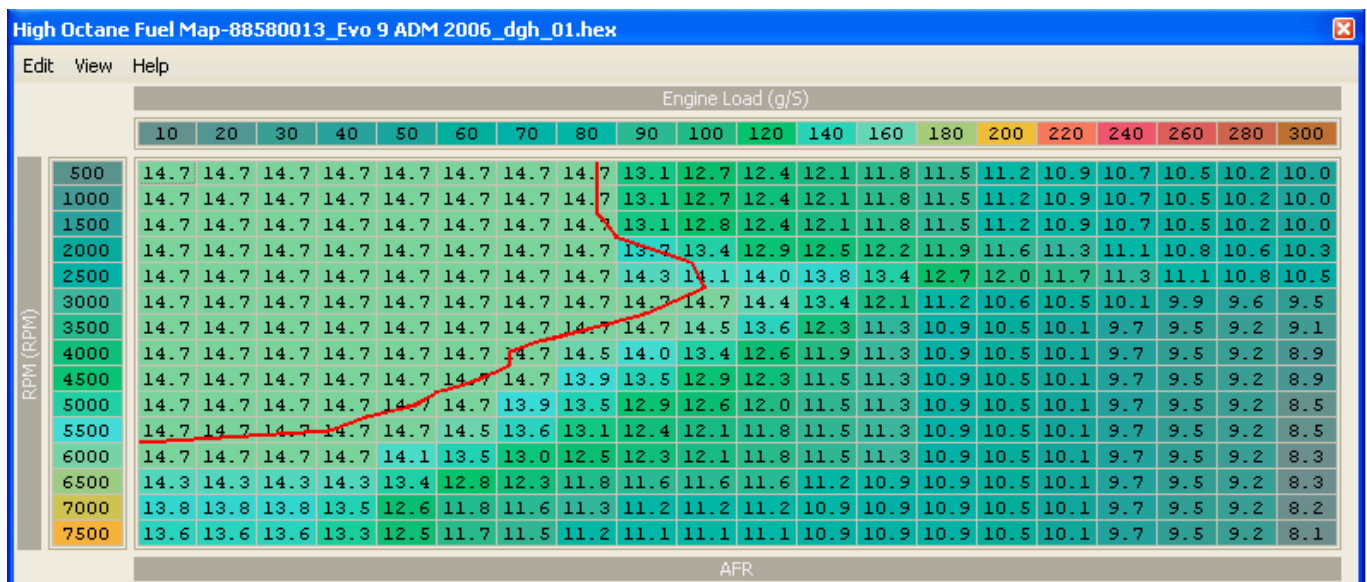 High Octane Fuel Map-88580013_Evo 9 ADM 2006_dgh_01.hex
Edit View Help
Engine Load (g/S)
10 20 30 40 50 60 70 80 90 100 120 140 160 180 200 220 240 260 280 300
RPM (RPM)
500 14.7 14.7 14.7 14.7 14.7 14.7 14.7 14.7 13.1 12.7 12.4 12.1 11.8 11.5 11.2 10.9 10.7 10.5 10.2 10.0
1000 14.7 14.7 14.7 14.7 14.7 14.7 14.7 14.7 13.1 12.7 12.4 12.1 11.8 11.5 11.2 10.9 10.7 10.5 10.2 10.0
1500 14.7 14.7 14.7 14.7 14.7 14.7 14.7 14.7 13.1 12.8 12.4 12.1 11.8 11.5 11.2 10.9 10.7 10.5 10.2 10.0
2000 14.7 14.7 14.7 14.7 14.7 14.7 14.7 14.7 13.7 13.4 12.9 12.5 12.2 11.9 11.6 11.3 11.1 10.8 10.6 10.3
2500 14.7 14.7 14.7 14.7 14.7 14.7 14.7 14.7 14.3 14.1 14.0 13.8 13.4 12.7 12.0 11.7 11.3 11.1 10.8 10.5
3000 14.7 14.7 14.7 14.7 14.7 14.7 14.7 14.7 14.7 14.7 14.4 13.4 12.1 11.2 10.6 10.5 10.1 9.9 9.6 9.5
3500 14.7 14.7 14.7 14.7 14.7 14.7 14.7 14.7 14.7 14.5 13.6 12.3 11.3 10.9 10.5 10.1 9.7 9.5 9.2 9.1
4000 14.7 14.7 14.7 14.7 14.7 14.7 14.7 14.5 14.0 13.4 12.6 11.9 11.3 10.9 10.5 10.1 9.7 9.5 9.2 8.9
4500 14.7 14.7 14.7 14.7 14.7 14.7 14.7 13.9 13.5 12.9 12.3 11.5 11.3 10.9 10.5 10.1 9.7 9.5 9.2 8.9
5000 14.7 14.7 14.7 14.7 14.7 14.7 13.9 13.5 12.9 12.6 12.0 11.5 11.3 10.9 10.5 10.1 9.7 9.5 9.2 8.5
5500 14.7 14.7 14.7 14.7 14.7 14.5 13.6 13.1 12.4 12.1 11.8 11.5 11.3 10.9 10.5 10.1 9.7 9.5 9.2 8.5
6000 14.7 14.7 14.7 14.7 14.1 13.5 13.0 12.5 12.3 12.1 11.8 11.5 11.3 10.9 10.5 10.1 9.7 9.5 9.2 8.3
6500 14.3 14.3 14.3 14.3 13.4 12.8 12.3 11.8 11.6 11.6 11.6 11.2 10.9 10.9 10.5 10.1 9.7 9.5 9.2 8.3
7000 13.8 13.8 13.8 13.5 12.6 11.8 11.6 11.3 11.2 11.2 11.2 10.9 10.9 10.9 10.5 10.1 9.7 9.5 9.2 8.2
7500 13.6 13.6 13.6 13.3 12.5 11.7 11.5 11.2 11.1 11.1 11.1 10.9 10.9 10.9 10.5 10.1 9.7 9.5 9.2 8.1
AFR